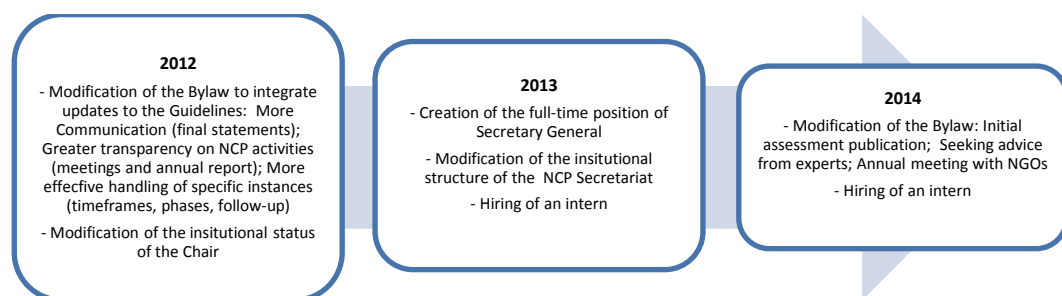 2012
- Modification of the Bylaw to integrate
updates to the Guidelines:  More
Communication (final statements);
Greater transparency on NCP activities
(meetings and annual report); More
effecfive handling of specific instances
(timeframes, phases, follow-up)
- Modification of the insitutional status
of the Chair
2013
- Creation of the full-time position of
Secretary General
- Modification of the insitutional
structure of the  NCP Secretariat
- Hiring of an intern
2014
- Modification of the Bylaw: Initial
assessment publication;  Seeking advice
from experts; Annual meeting with NGOs
- Hiring of an intern